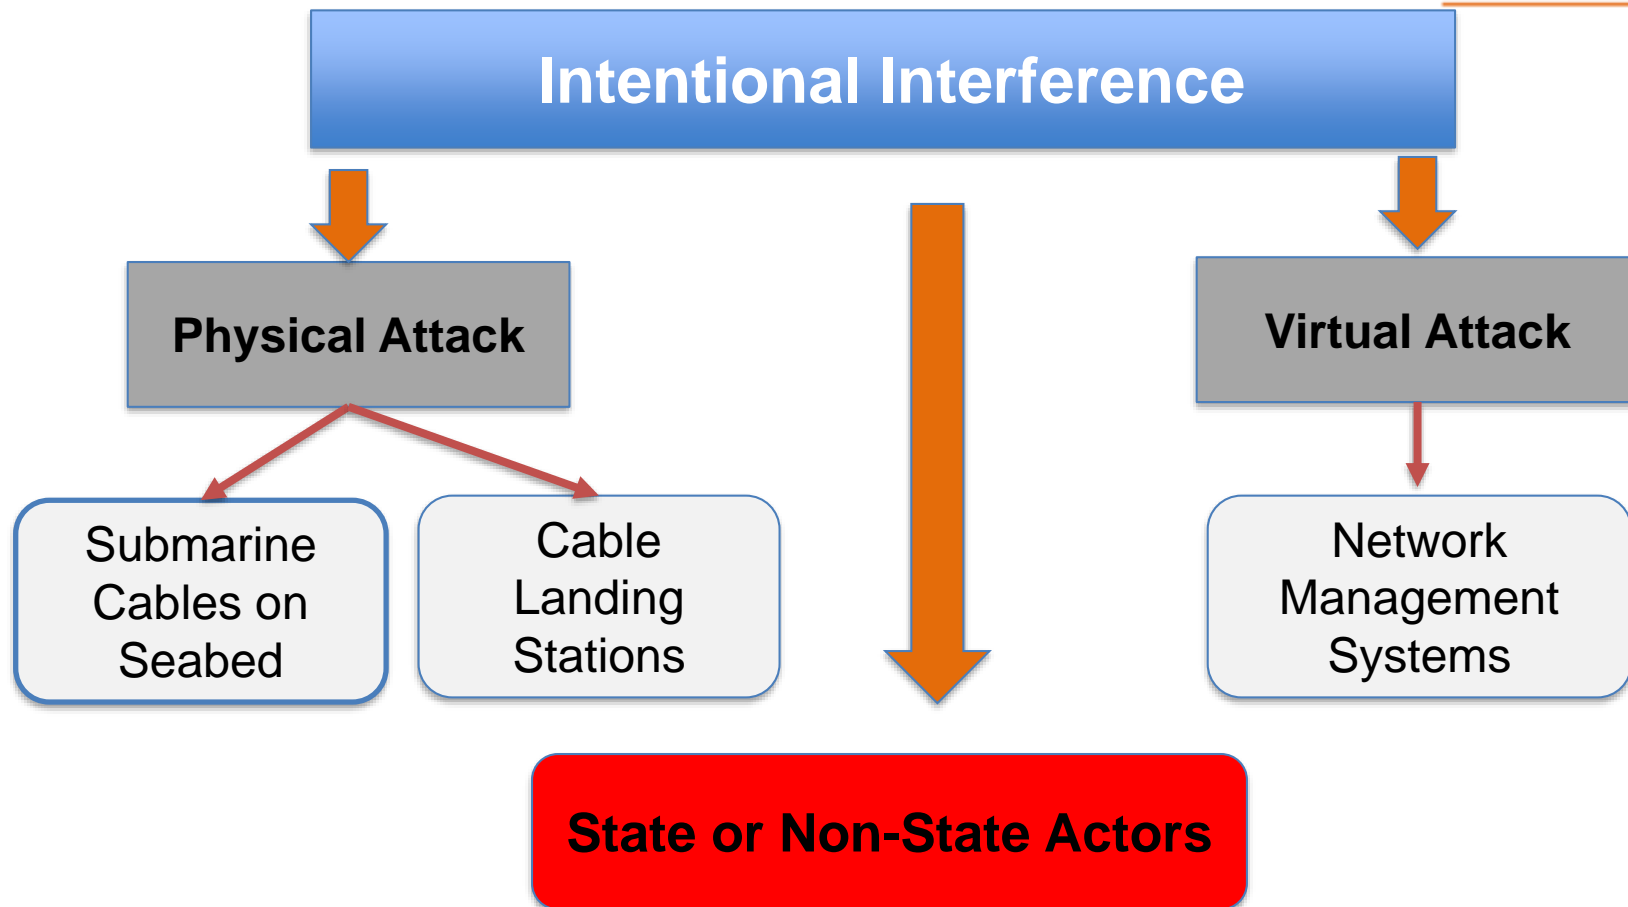 Intentional Interference
Physical Attack
Virtual Attack
Submarine
Cables on
Seabed
Cable
Landing
Stations
Network
Management
Systems
State or Non-State Actors